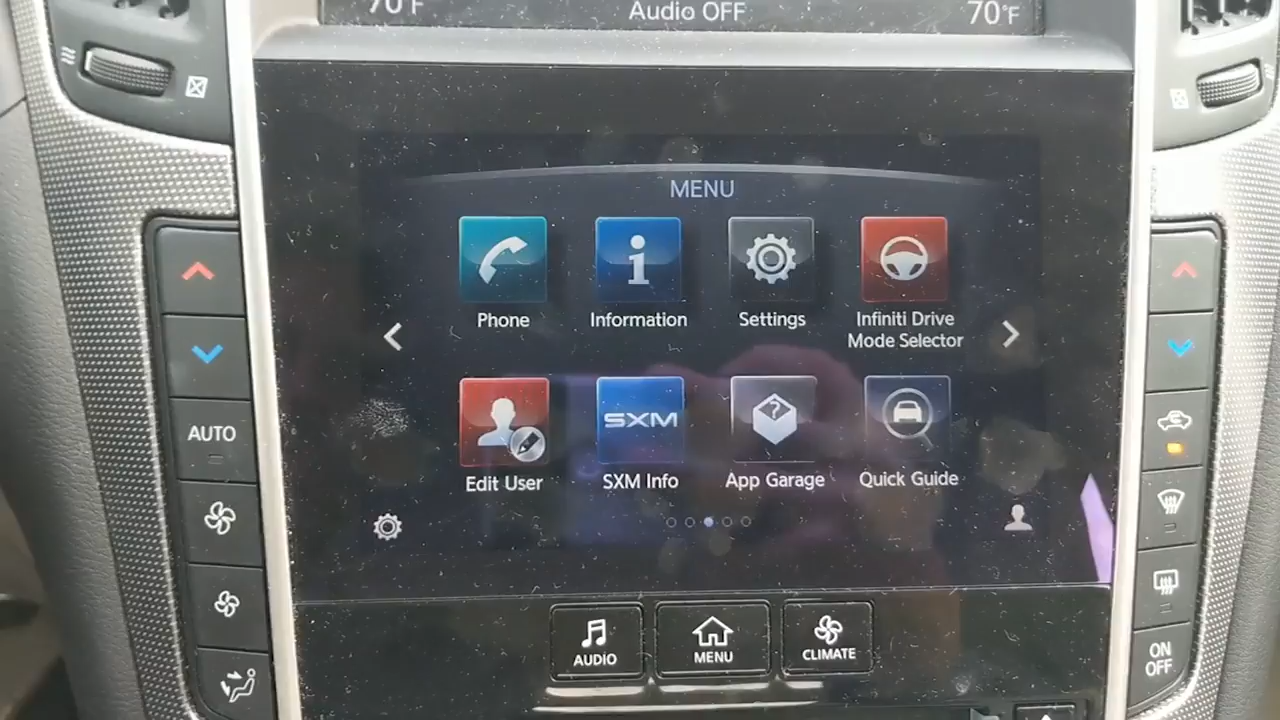 70°F
Audio OFF
70°F
MENU
Phone
Information
Settings
Infiniti Drive
Mode Selector
SXM
Edit User
SXM Info
App Garage
Quick Guide
AUTO
AUDIO
MENU
CLIMATE
ON
OFF